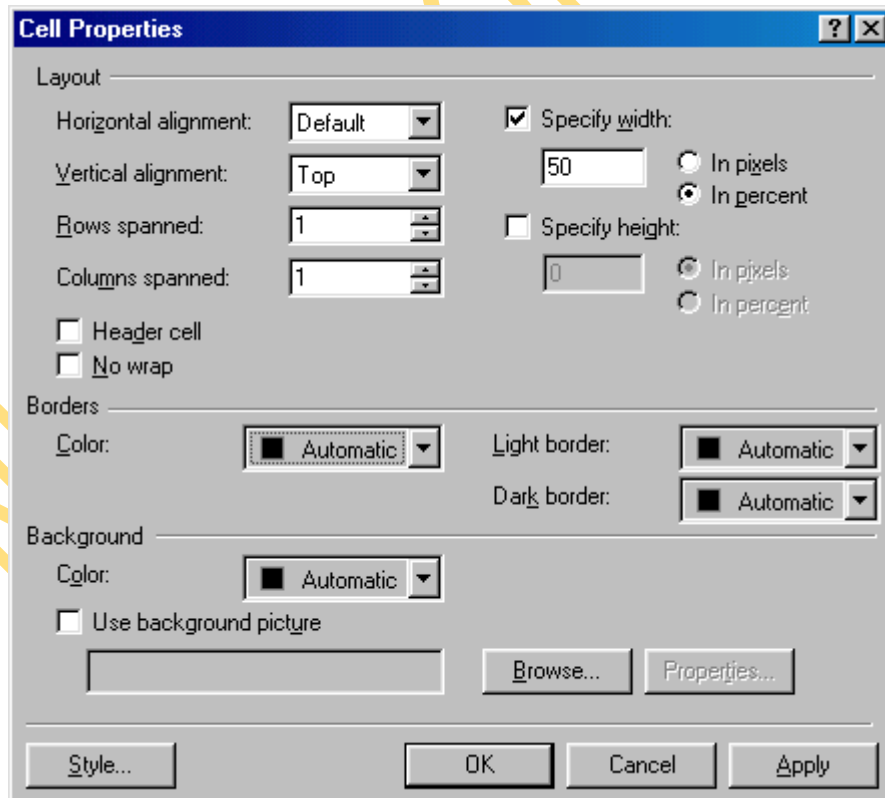 Cell Properties
Layout
Horizontal alignment: Default
Vertical alignment: Top
Rows spanned: 1
Columns spanned: 1
Header cell
No wrap
Specify width:
50
In pixels
In percent
Specify height:
0
In pixels
In percent
Borders
Color: Automatic
Light border: Automatic
Dark border: Automatic
Background
Color: Automatic
Use background picture
Browse... Properties...
Style... OK Cancel Apply